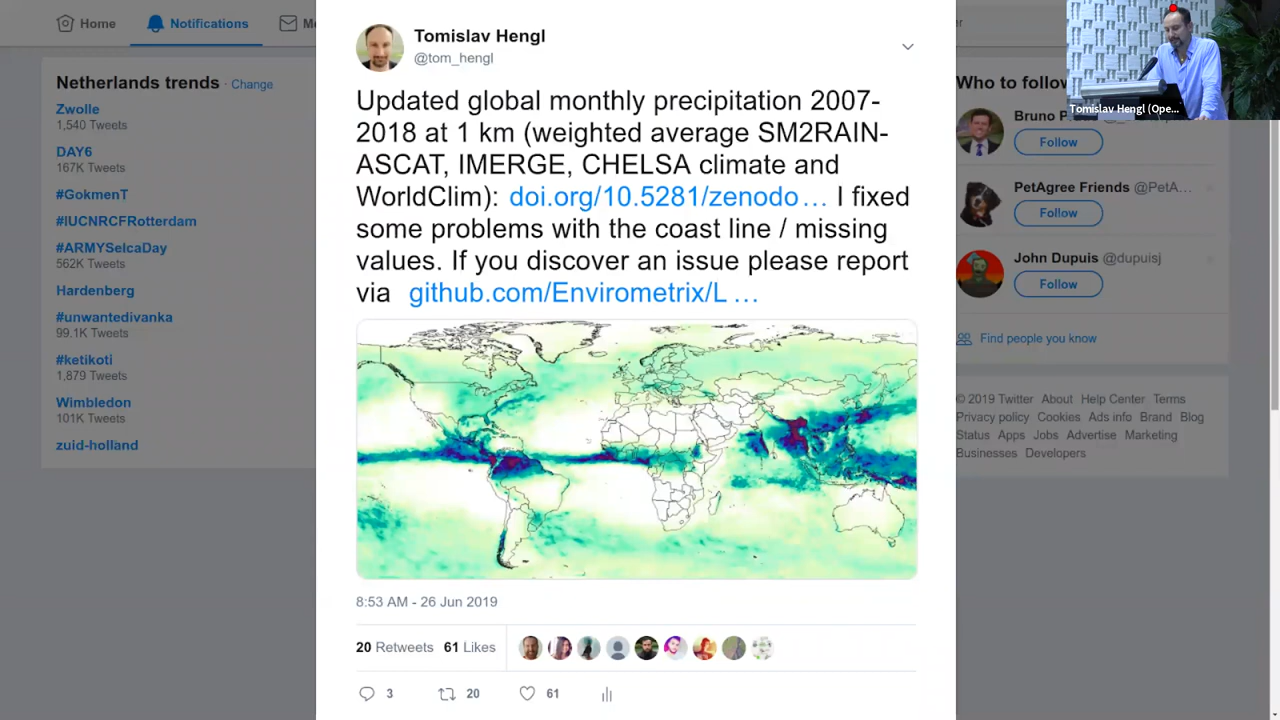 Home
Notifications
Netherlands trends · Change
Zwolle
1,540 Tweets
DAY6
167K Tweets
#GokmenT
#IUCNRCFRotterdam
#ARMYSelcaDay
562K Tweets
Hardenberg
#unwantedivanka
99.1K Tweets
#ketikoti
1,879 Tweets
Wimbledon
101K Tweets
zuid-holland
Tomislav Hengl
@tom_hengl
Updated global monthly precipitation 2007-
2018 at 1 km (weighted average SM2RAIN-
ASCAT, IMERGE, CHELSA climate and
WorldClim): doi.org/10.5281/zenodo… I fixed
some problems with the coast line / missing
values. If you discover an issue please report
via github.com/Envirometrix/L…
8:53 AM - 26 Jun 2019
20 Retweets 61 Likes
3 20 61
Tomislav Hengl (Ope...
Who to follow
Bruno
Follow
PetAgree Friends @PetA...
Follow
John Dupuis @dupuisj
Follow
Find people you know
© 2019 Twitter About Help Center Terms
Privacy policy Cookies Ads info Brand Blog
Status Apps Jobs Advertise Marketing
Businesses Developers